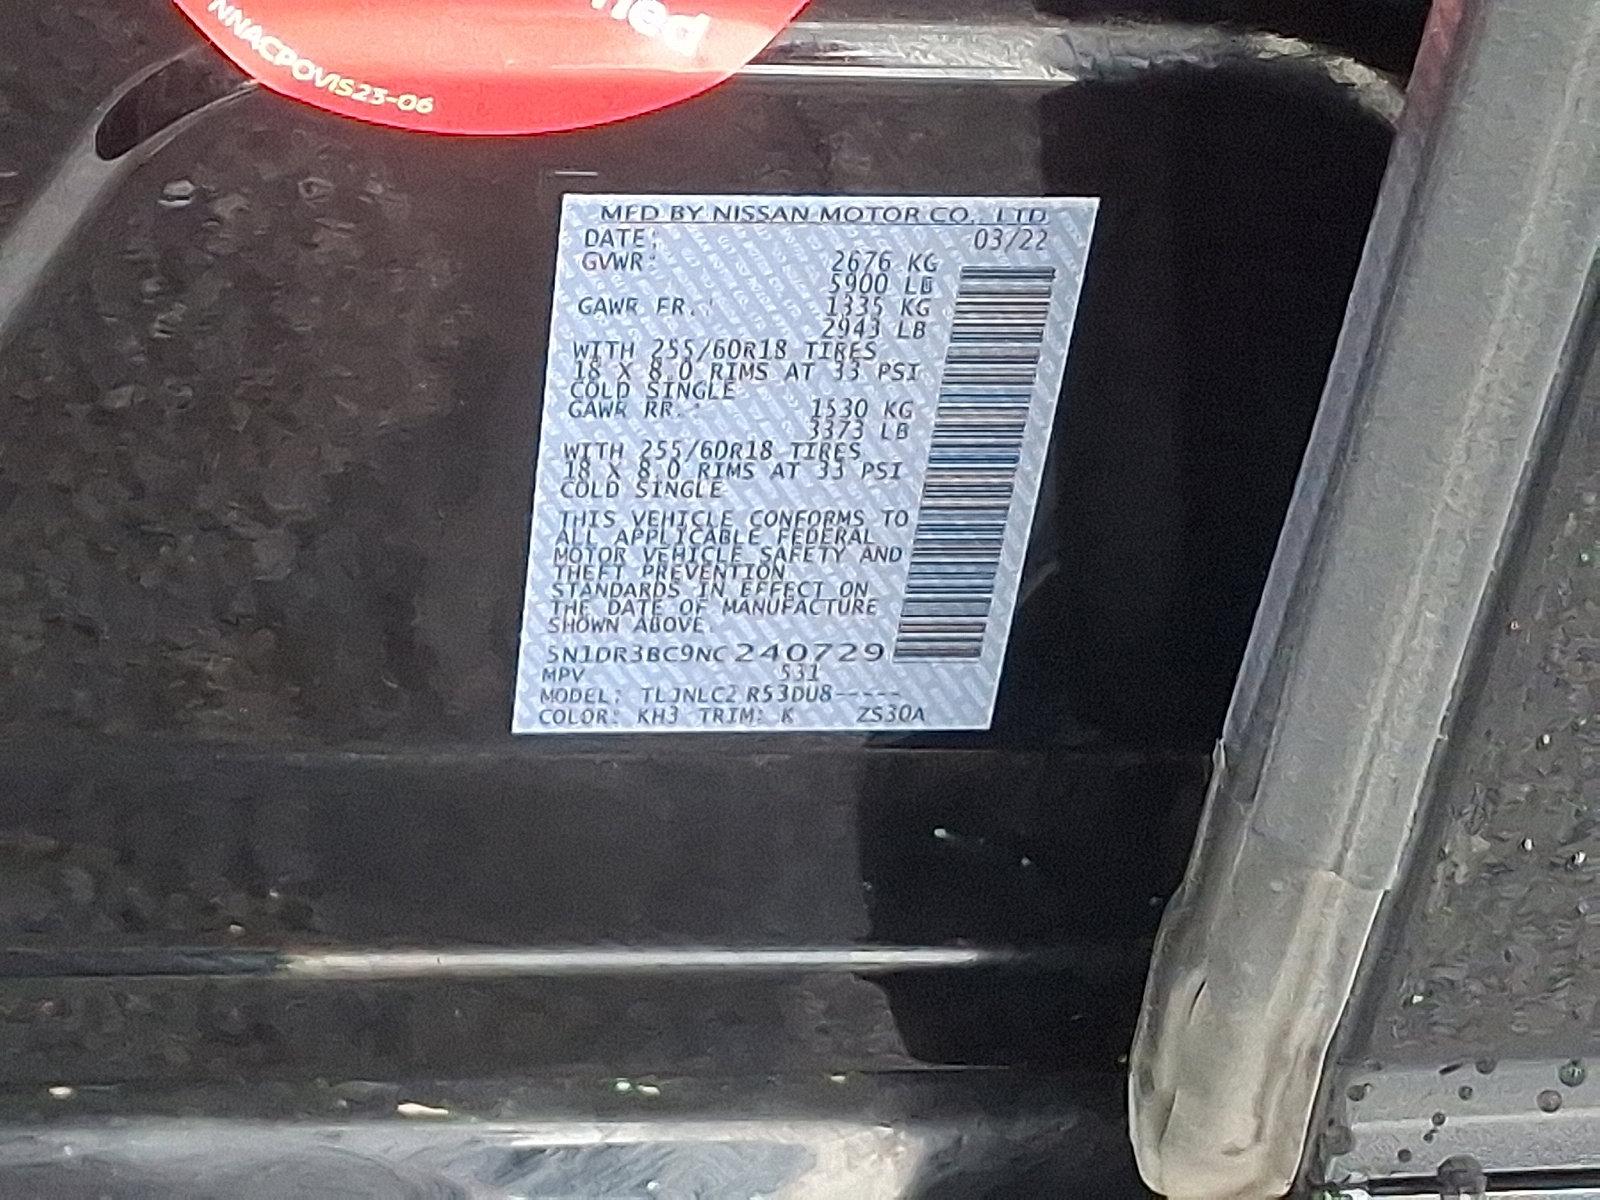 ned
NNACPOVIS23-06
MFD BY NISSAN MOTOR CO., LTD.
DATE: 03/22
GVWR: 2676 KG
5900 LB
GAWR FR.: 1335 KG
2943 LB
WITH 255/60R18 TIRES
18 X 8.0 RIMS AT 33 PSI
COLD SINGLE
GAWR RR.: 1530 KG
3373 LB
WITH 255/60R18 TIRES
18 X 8.0 RIMS AT 33 PSI
COLD SINGLE
THIS VEHICLE CONFORMS TO
ALL APPLICABLE FEDERAL
MOTOR VEHICLE SAFETY AND
THEFT PREVENTION
STANDARDS IN EFFECT ON
THE DATE OF MANUFACTURE
SHOWN ABOVE.
5N1DR3BC9NC240729
MPV 531
MODEL: TLJNLC2 R53DU8-----
COLOR: KH3 TRIM: K ZS30A